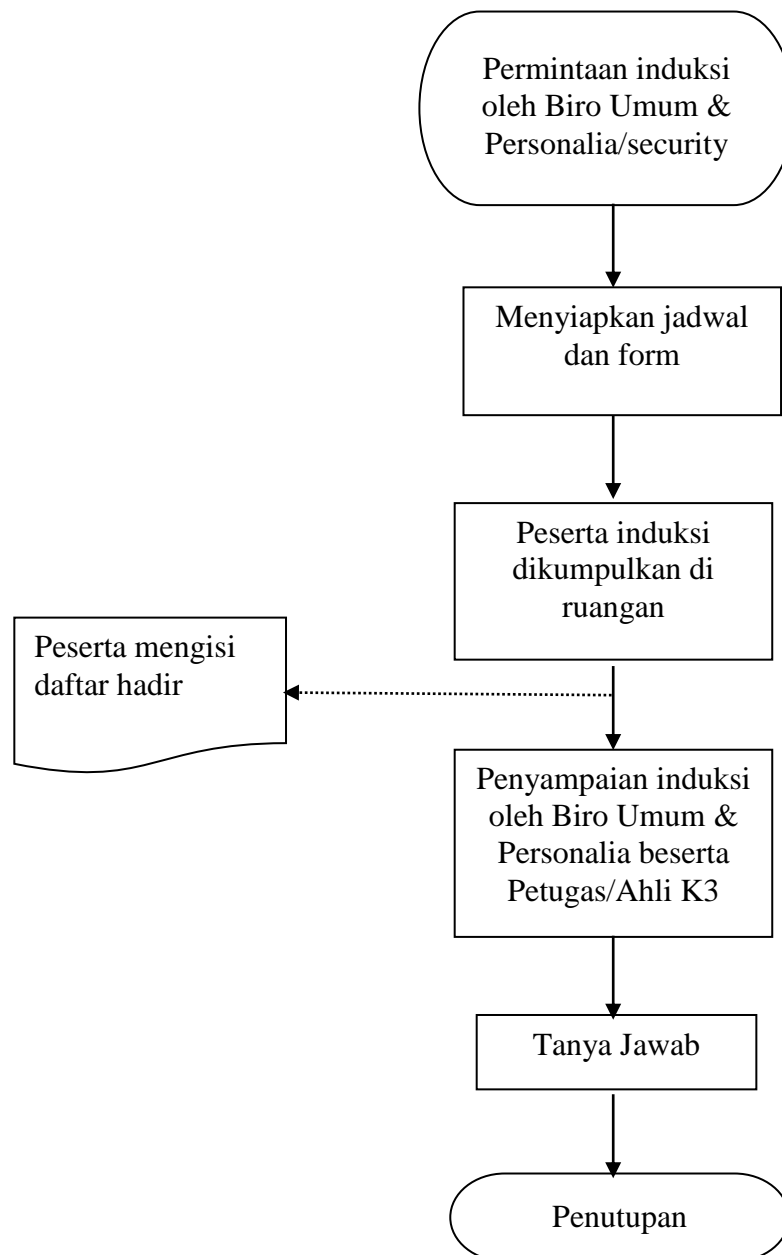 Permintaan induksi
oleh Biro Umum &
Personalia/security
Menyiapkan jadwal
dan form
Peserta induksi
dikumpulkan di
ruangan
Peserta mengisi
daftar hadir
Penyampaian induksi
oleh Biro Umum &
Personalia beserta
Petugas/Ahli K3
Tanya Jawab
Penutupan